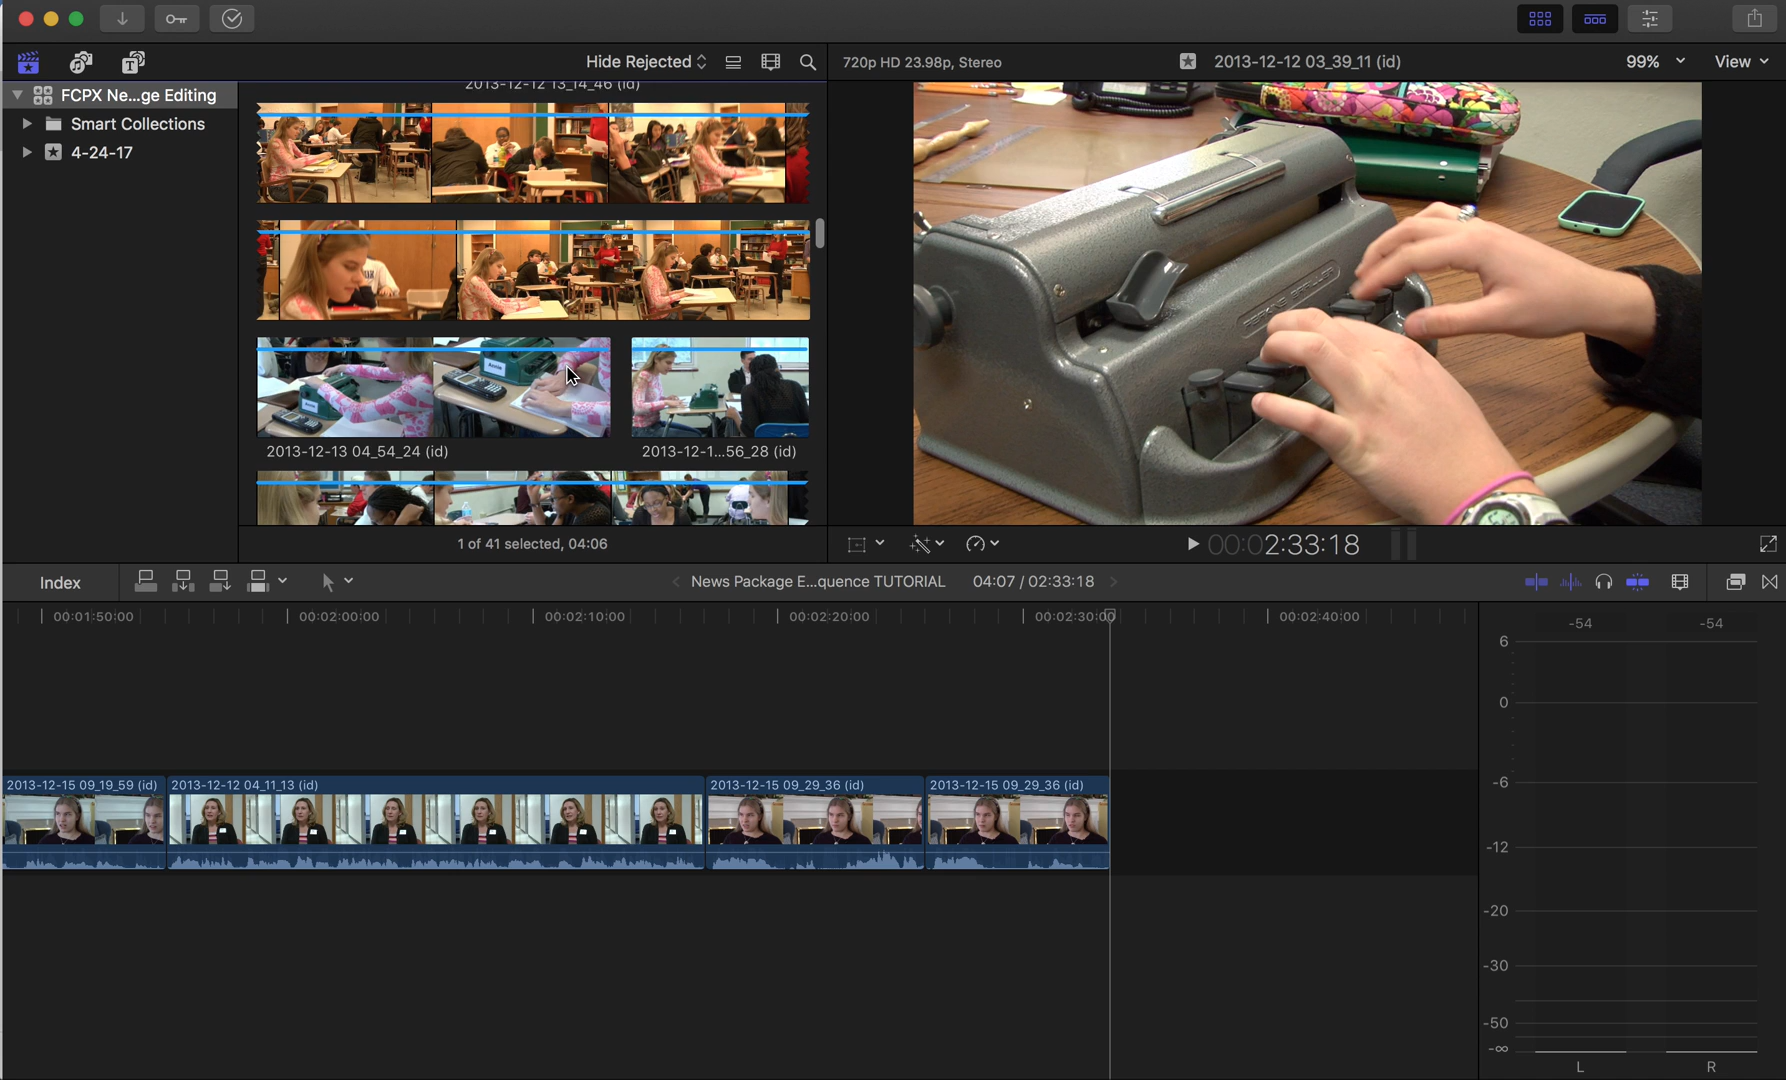 Hide Rejected
720p HD 23.98p, Stereo
2013-12-12 03_39_11 (id)
99%
View
FCPX Ne...ge Editing
Smart Collections
4-24-17
2013-12-12 13_14_46 (id)
PERKINS BRAILLER
Annie
2013-12-13 04_54_24 (id)
2013-12-1...56_28 (id)
1 of 41 selected, 04:06
00:02:33:18
Index
News Package E...quence TUTORIAL
04:07 / 02:33:18
00:01:50:00
00:02:00:00
00:02:10:00
00:02:20:00
00:02:30:00
00:02:40:00
-54
-54
6
0
-6
-12
-20
-30
-50
-∞
L
R
2013-12-15 09_19_59 (id)
2013-12-12 04_11_13 (id)
2013-12-15 09_29_36 (id)
2013-12-15 09_29_36 (id)